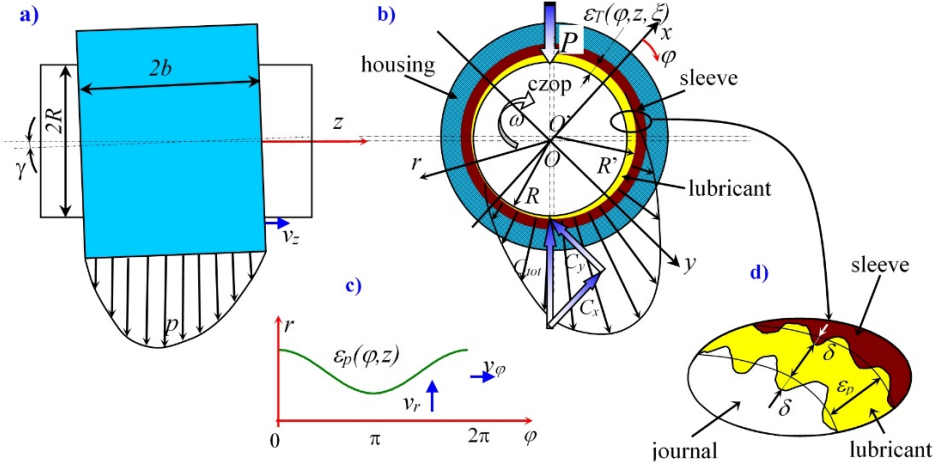 a)
2b
2R
γ
z
v_z
p
b)
P
ε_T(φ,z,ξ)
x
φ
housing
czop
sleeve
ω
O'
O
r
R
R'
lubricant
y
C_tot
C_y
C_x
c)
r
ε_p(φ,z)
v_φ
v_r
0
π
2π
φ
d)
sleeve
δ
ε_p
δ
journal
lubricant